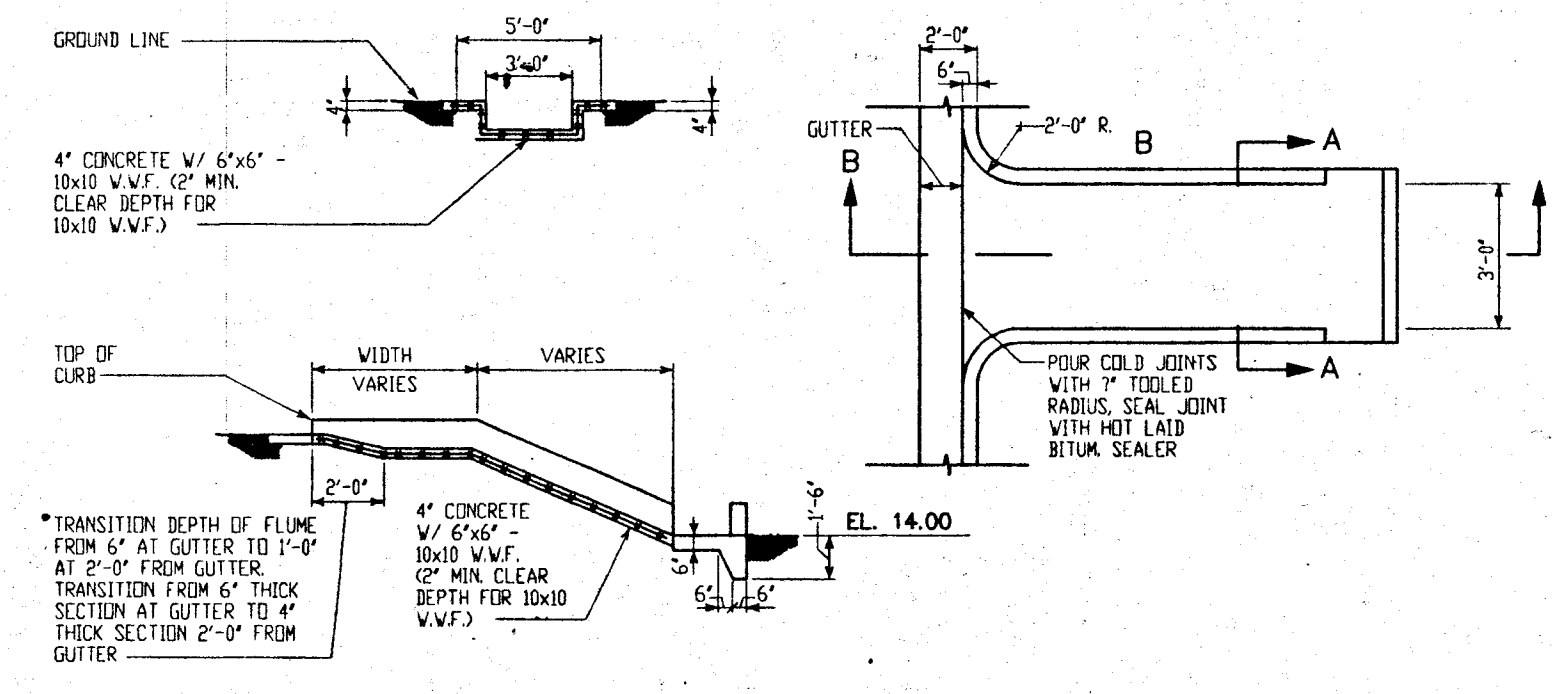 GROUND LINE
5'-0"
3'-0"
4"
4"
4" CONCRETE W/ 6"x6" -
10x10 W.W.F. (2" MIN.
CLEAR DEPTH FOR
10x10 W.W.F.)
2'-0"
6"
GUTTER
2'-0" R.
B
B
A
3'-0"
A
POUR COLD JOINTS
WITH ?" TOOLED
RADIUS, SEAL JOINT
WITH HOT LAID
BITUM. SEALER
TOP OF
CURB
WIDTH
VARIES
VARIES
2'-0"
TRANSITION DEPTH OF FLUME
FROM 6" AT GUTTER TO 1'-0"
AT 2'-0" FROM GUTTER.
TRANSITION FROM 6" THICK
SECTION AT GUTTER TO 4"
THICK SECTION 2'-0" FROM
GUTTER
4" CONCRETE
W/ 6"x6" -
10x10 W.W.F.
(2" MIN. CLEAR
DEPTH FOR 10x10
W.W.F.)
6"
6"
6"
1'-6"
EL. 14.00